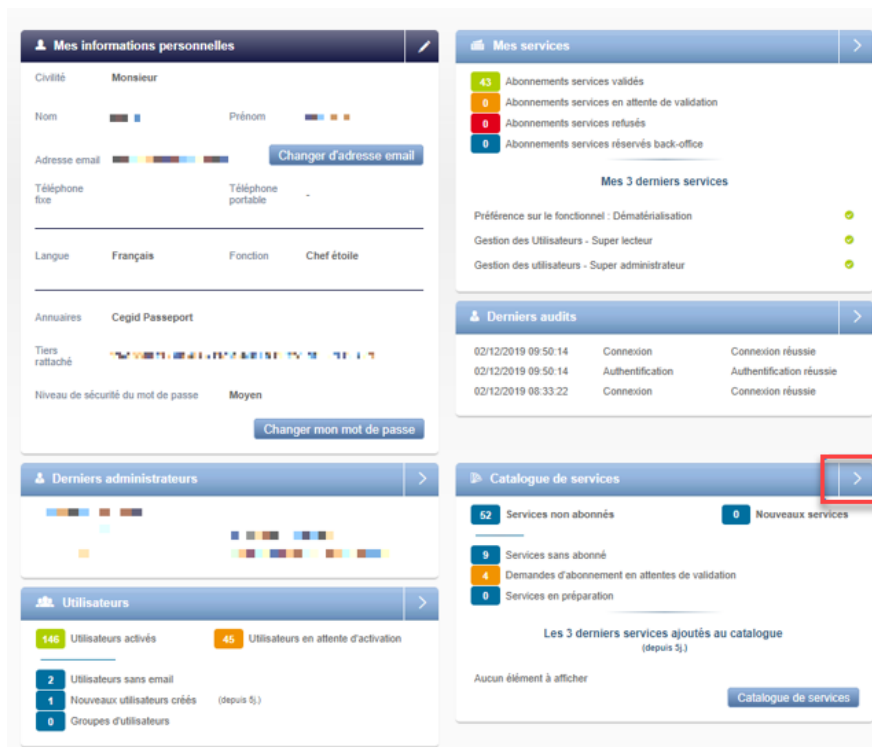 Mes informations personnelles
Civilité Monsieur
Nom Prénom
Adresse email Changer d'adresse email
Téléphone fixe Téléphone portable -
Langue Français Fonction Chef étoile
Annuaires Cegid Passeport
Tiers rattaché
Niveau de sécurité du mot de passe Moyen
Changer mon mot de passe
Derniers administrateurs
Utilisateurs
146 Utilisateurs activés 45 Utilisateurs en attente d'activation
2 Utilisateurs sans email
1 Nouveaux utilisateurs créés (depuis 5j.)
0 Groupes d'utilisateurs
Mes services
43 Abonnements services validés
0 Abonnements services en attente de validation
0 Abonnements services refusés
0 Abonnements services réservés back-office
Mes 3 derniers services
Préférence sur le fonctionnel : Dématérialisation
Gestion des Utilisateurs - Super lecteur
Gestion des utilisateurs - Super administrateur
Derniers audits
02/12/2019 09:50:14 Connexion Connexion réussie
02/12/2019 09:50:14 Authentification Authentification réussie
02/12/2019 08:33:22 Connexion Connexion réussie
Catalogue de services
52 Services non abonnés 0 Nouveaux services
9 Services sans abonné
4 Demandes d'abonnement en attentes de validation
0 Services en préparation
Les 3 derniers services ajoutés au catalogue
(depuis 5j.)
Aucun élément à afficher
Catalogue de services